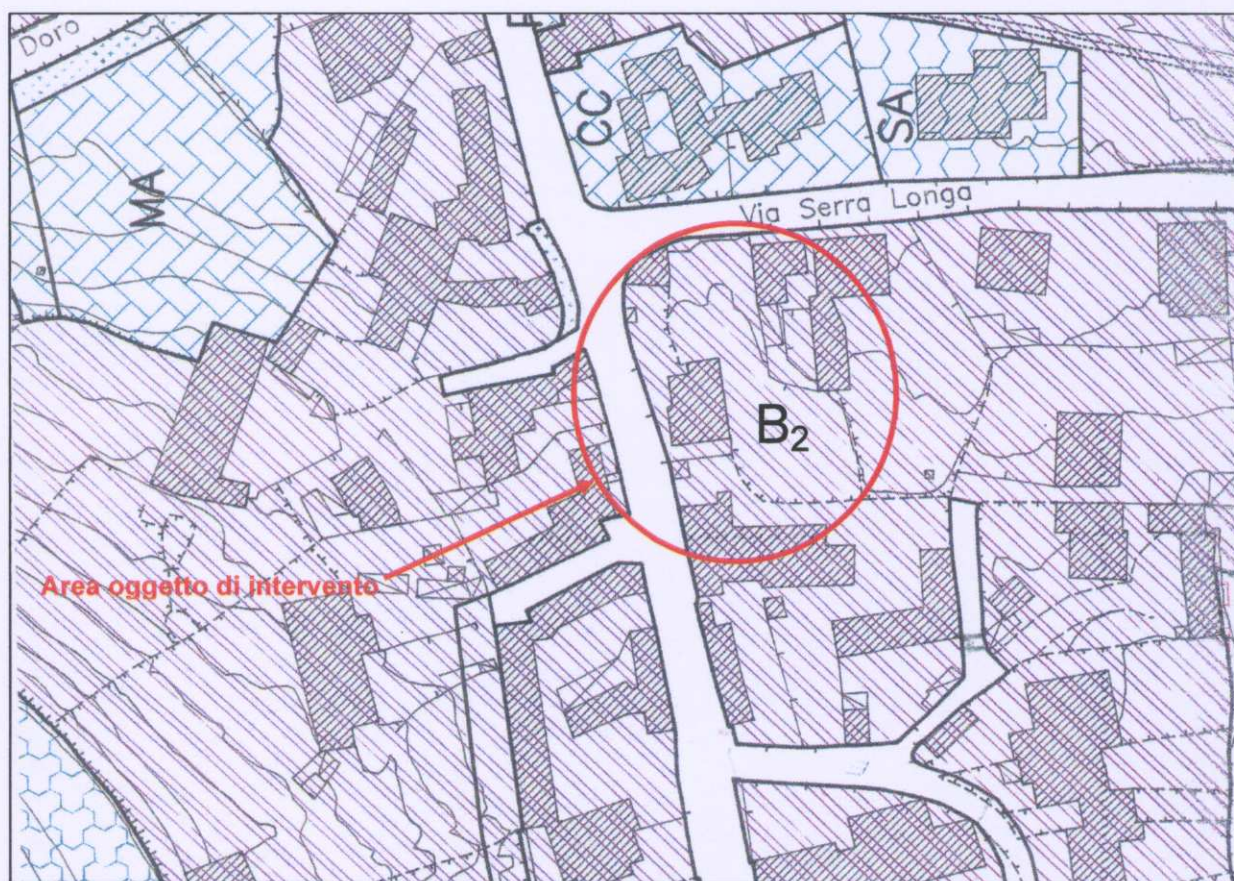 Doro
CC
SA
MA
Via Serra Longa
B₂
Area oggetto di intervento